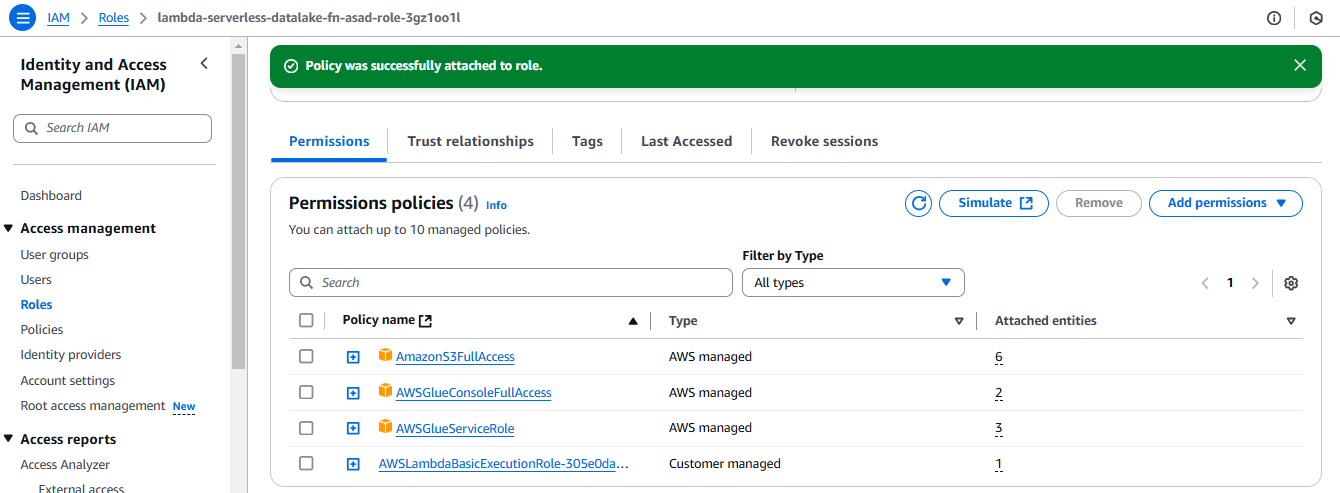 IAM > Roles > lambda-serverless-datalake-fn-asad-role-3gz1oo1l
Identity and Access
Management (IAM)
Search IAM
Dashboard
Access management
User groups
Users
Roles
Policies
Identity providers
Account settings
Root access management New
Access reports
Access Analyzer
External access
Policy was successfully attached to role.
Permissions
Trust relationships
Tags
Last Accessed
Revoke sessions
Permissions policies (4) Info
Simulate
Remove
Add permissions
You can attach up to 10 managed policies.
Filter by Type
Search
All types
1
Policy name
Type
Attached entities
AmazonS3FullAccess AWS managed 6
AWSGlueConsoleFullAccess AWS managed 2
AWSGlueServiceRole AWS managed 3
AWSLambdaBasicExecutionRole-305e0da... Customer managed 1